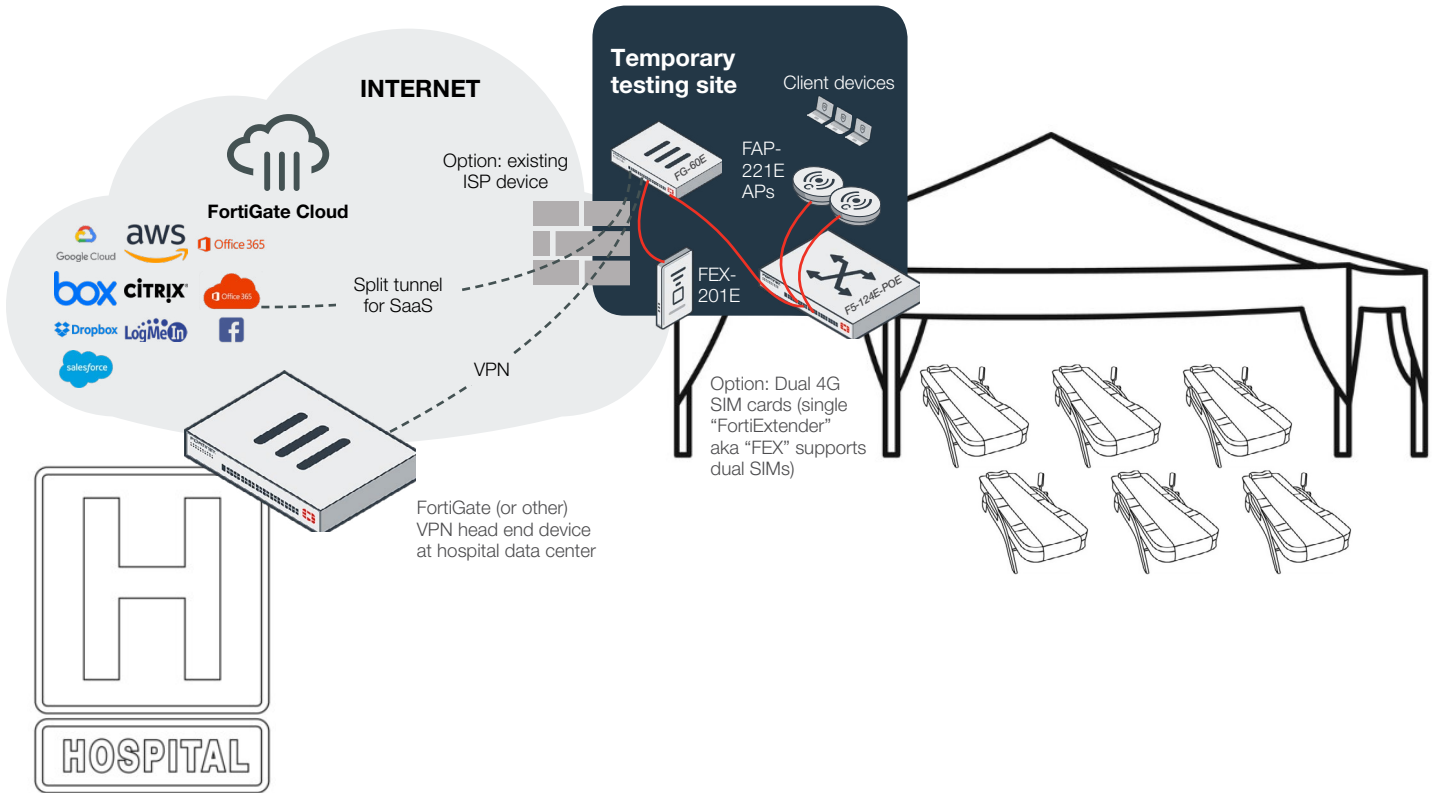 INTERNET
FortiGate Cloud
Google Cloud
aws
Office 365
box
CİTRIX
Office 365
Dropbox
LogMeIn
salesforce
Split tunnel
for SaaS
VPN
Option: existing
ISP device
Temporary
testing site
Client devices
FG-60E
FAP-
221E
APs
FEX-
201E
F5-124E-POE
Option: Dual 4G
SIM cards (single
“FortiExtender”
aka “FEX” supports
dual SIMs)
FortiGate (or other)
VPN head end device
at hospital data center
H
HOSPITAL